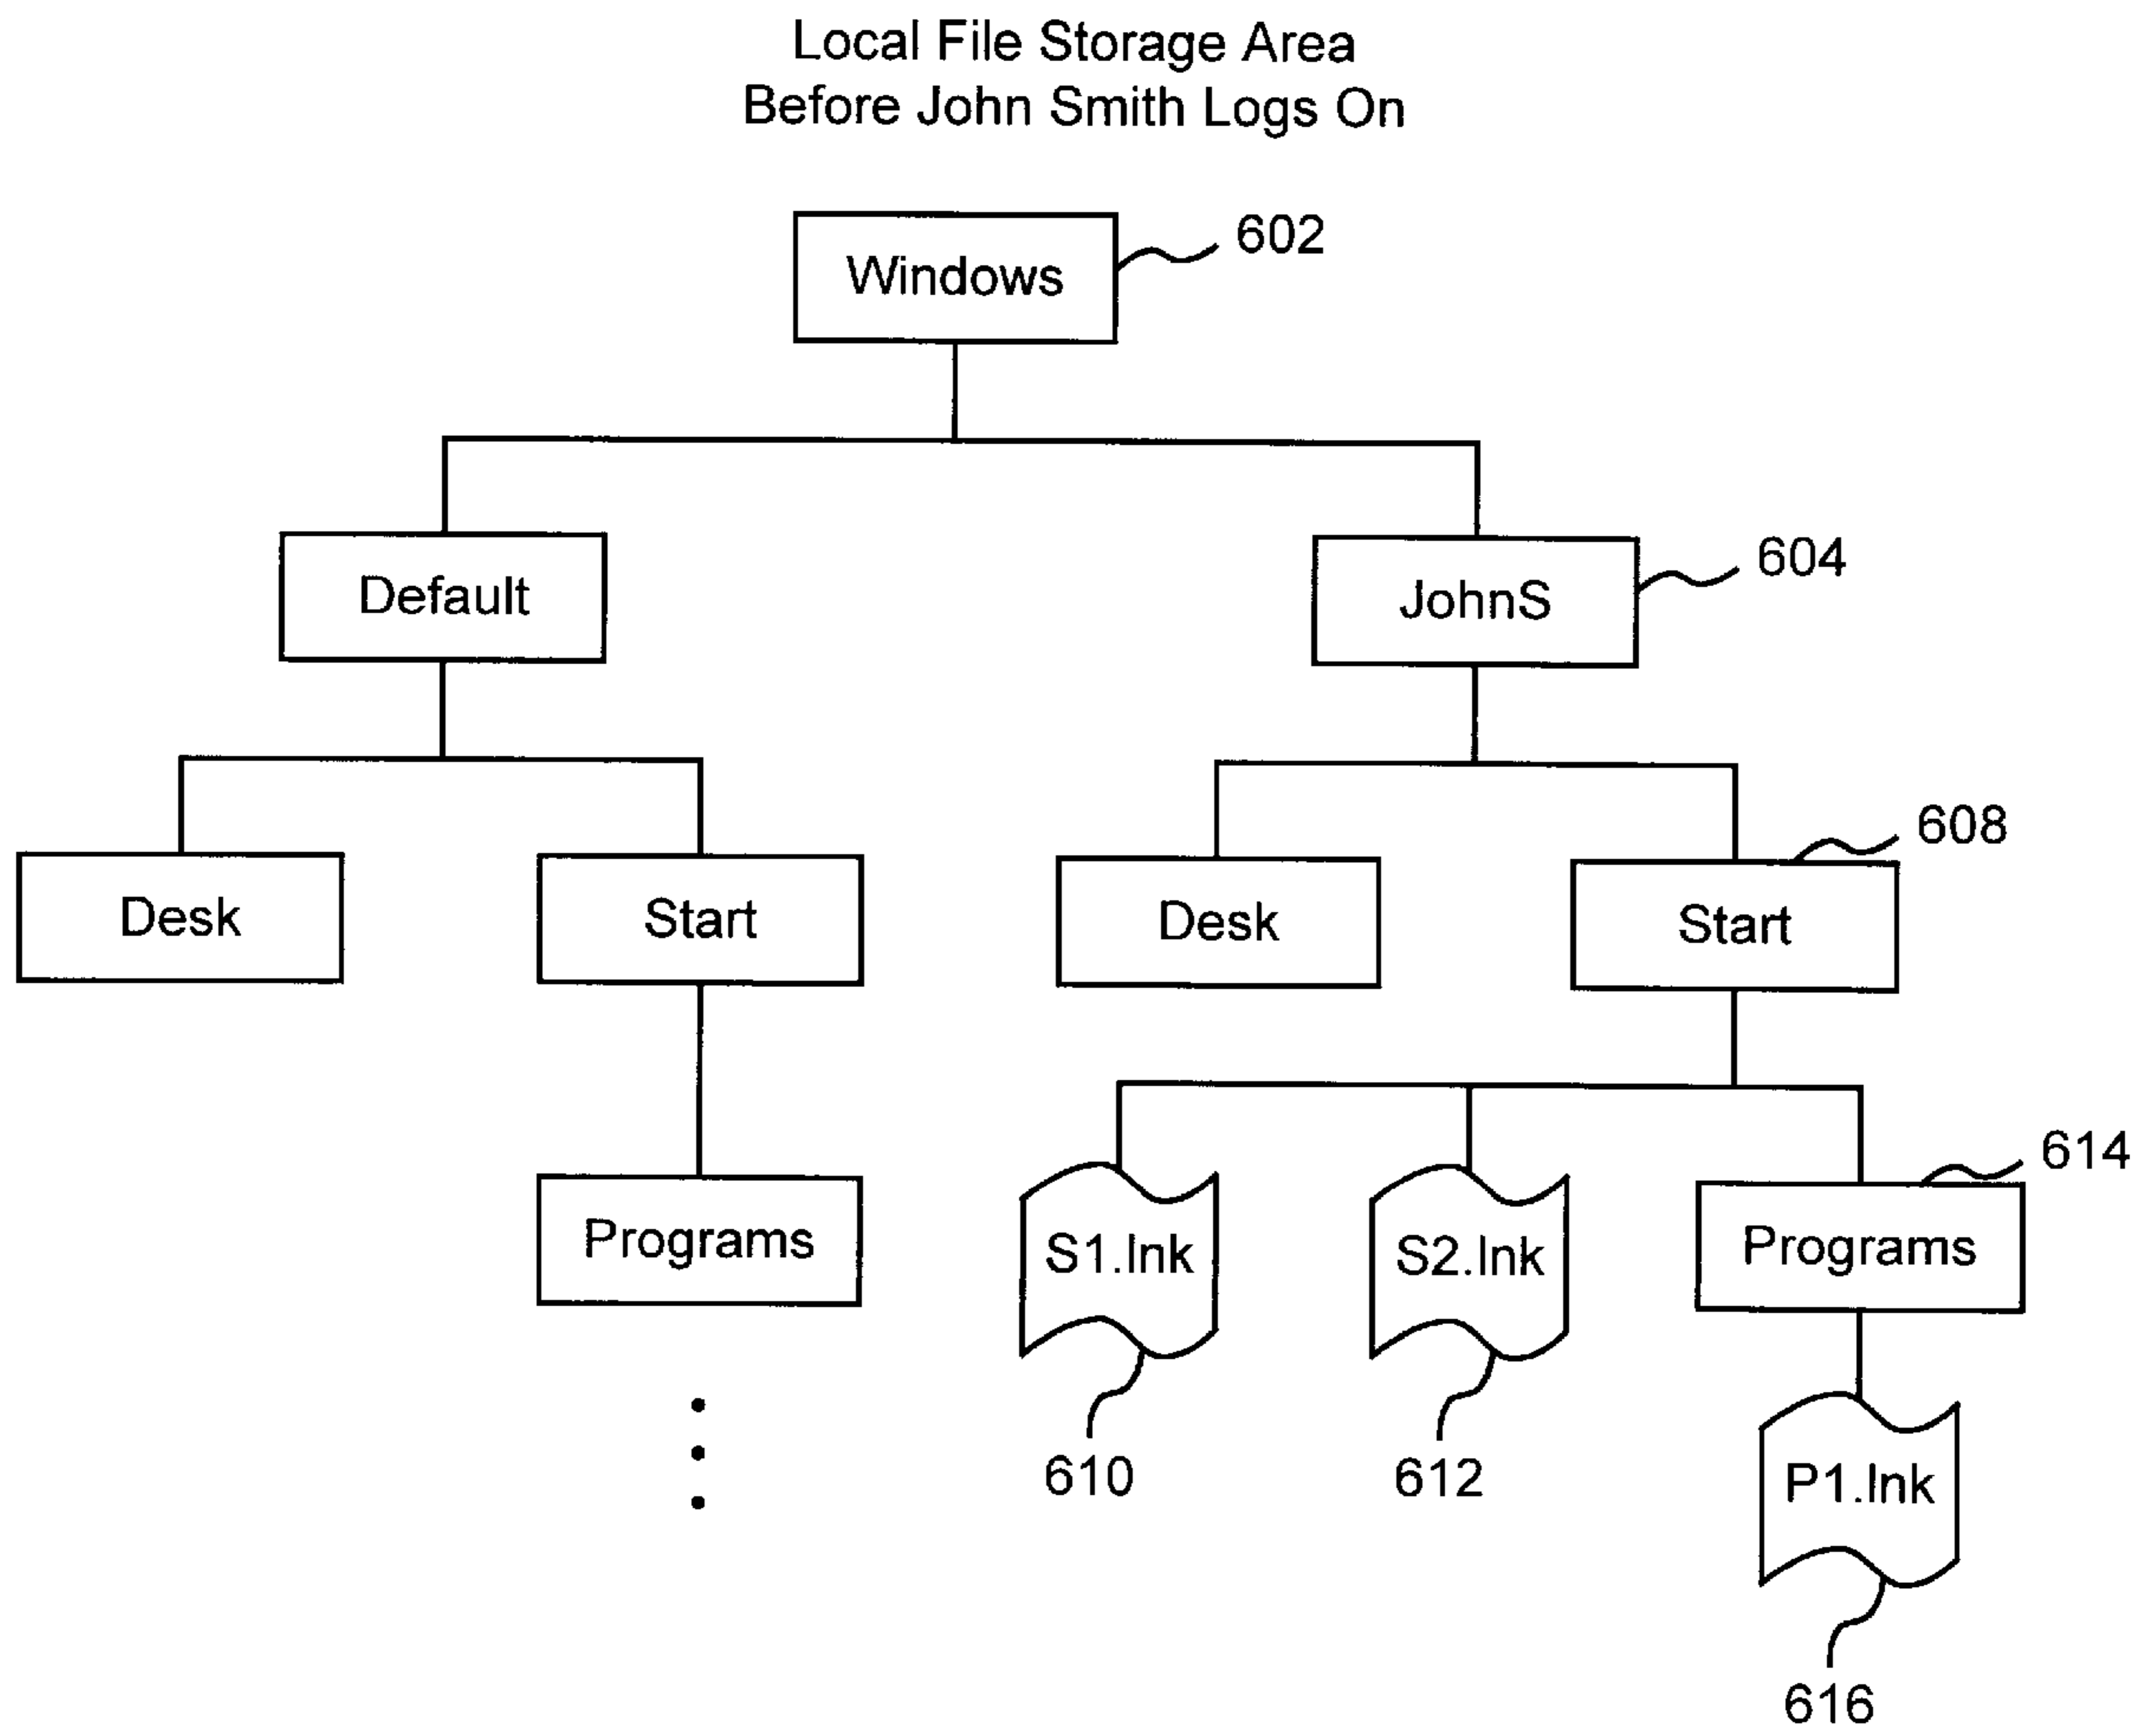 Local File Storage Area
Before John Smith Logs On
Windows
602
Default
JohnS
604
Desk
Start
Desk
Start
608
Programs
S1.lnk
S2.lnk
Programs
614
610
612
P1.lnk
616